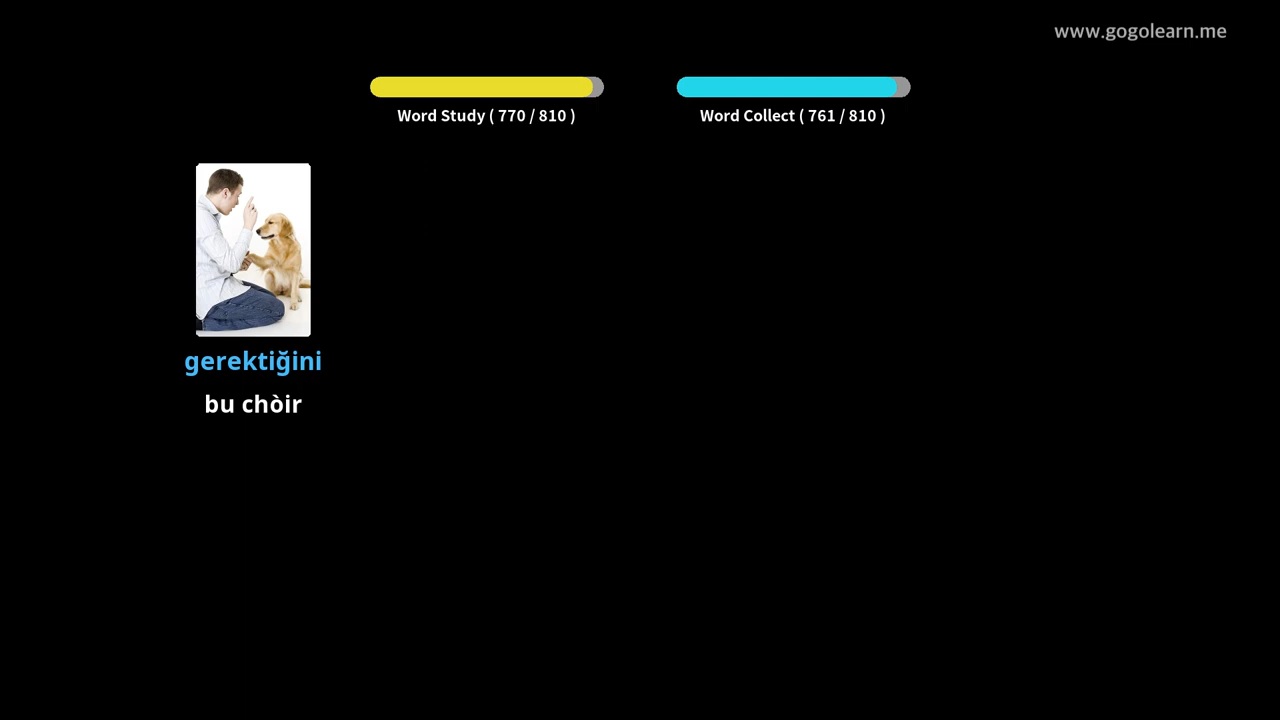 www.gogolearn.me
Word Study ( 770 / 810 )
Word Collect ( 761 / 810 )
gerektiğini
bu chòir